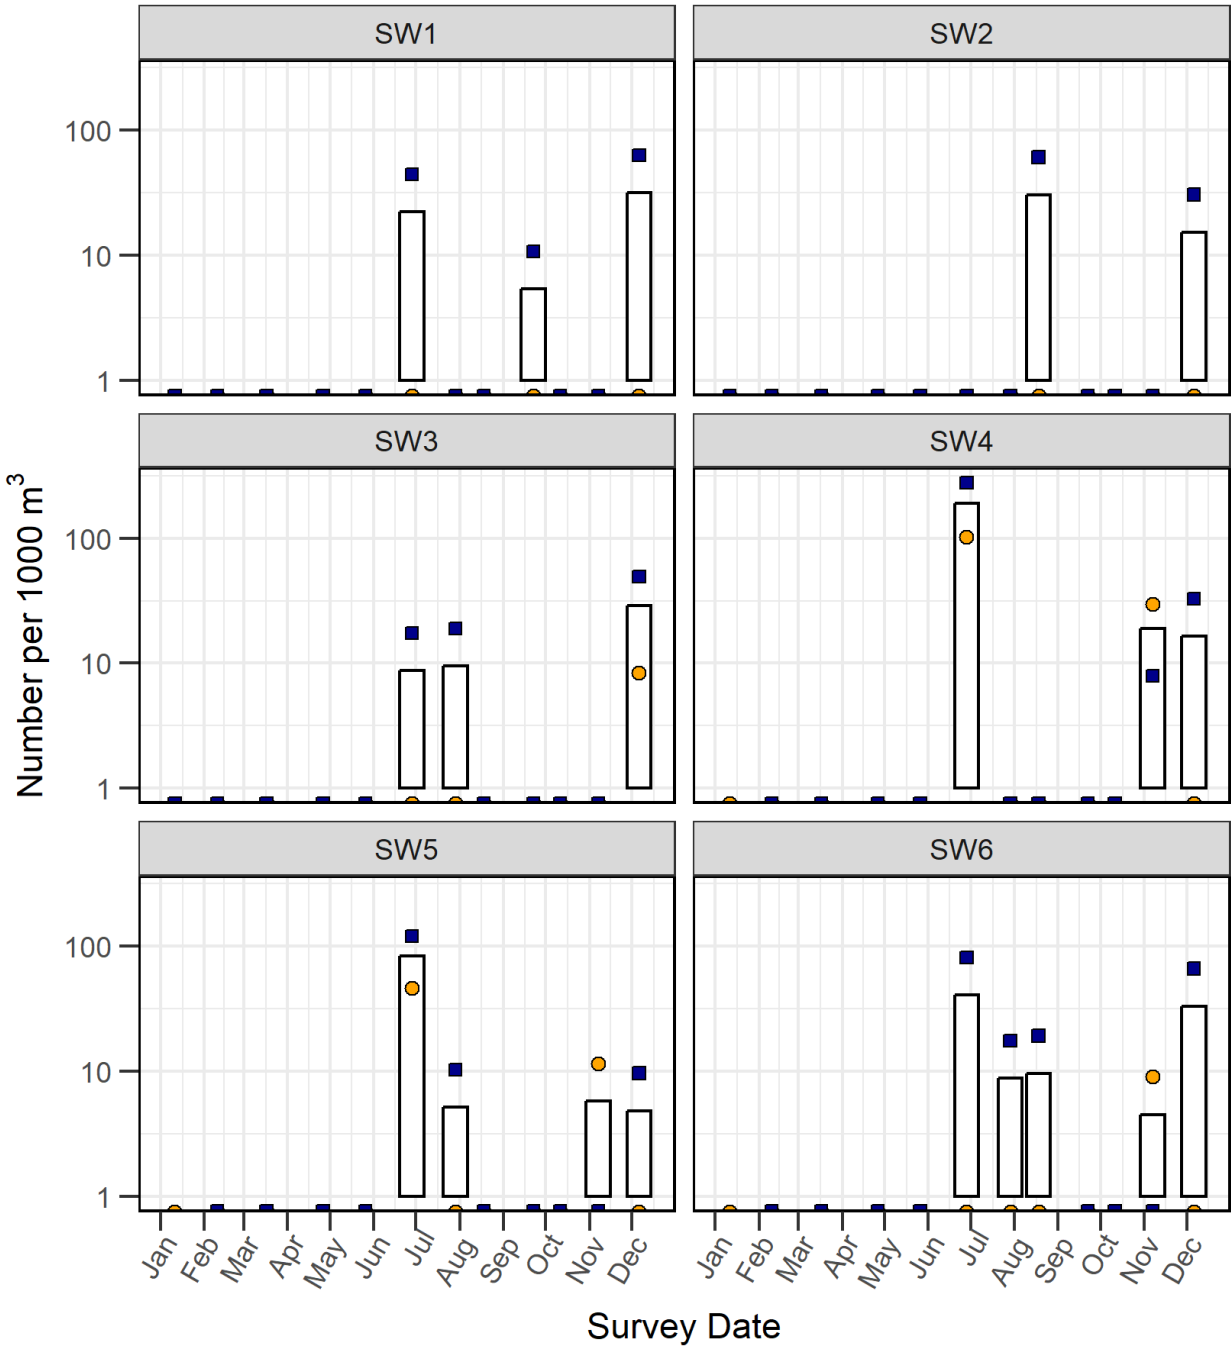 SW1
SW2
100
10
1
SW3
SW4
100
10
1
SW5
SW6
100
10
1
Number per 1000 m³
Jan Feb Mar Apr May Jun Jul Aug Sep Oct Nov Dec
Jan Feb Mar Apr May Jun Jul Aug Sep Oct Nov Dec
Survey Date